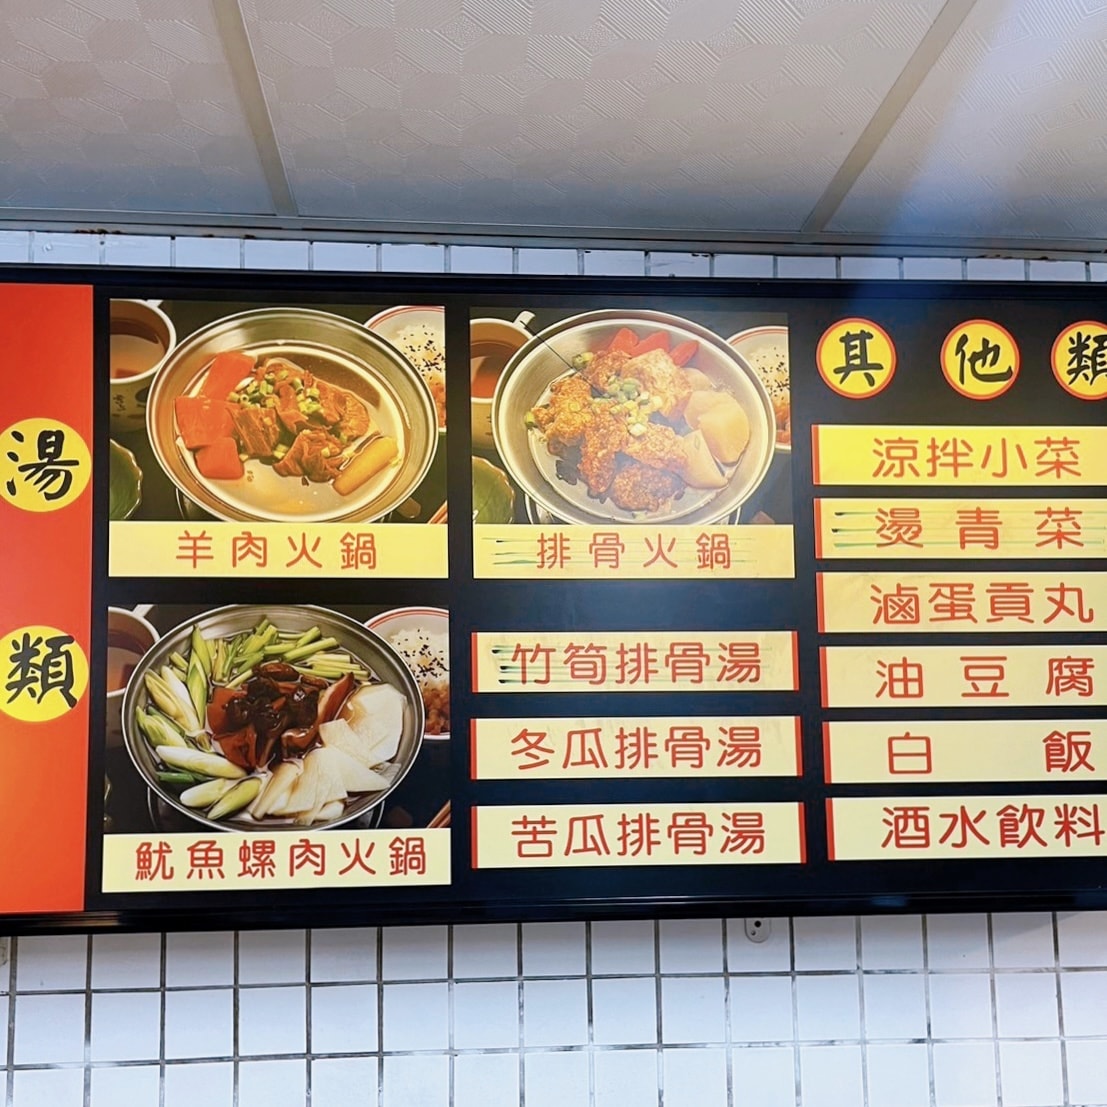 湯類
羊肉火鍋
排骨火鍋
魷魚螺肉火鍋
竹筍排骨湯
冬瓜排骨湯
苦瓜排骨湯
其他類
涼拌小菜
燙青菜
滷蛋貢丸
油豆腐
白飯
酒水飲料